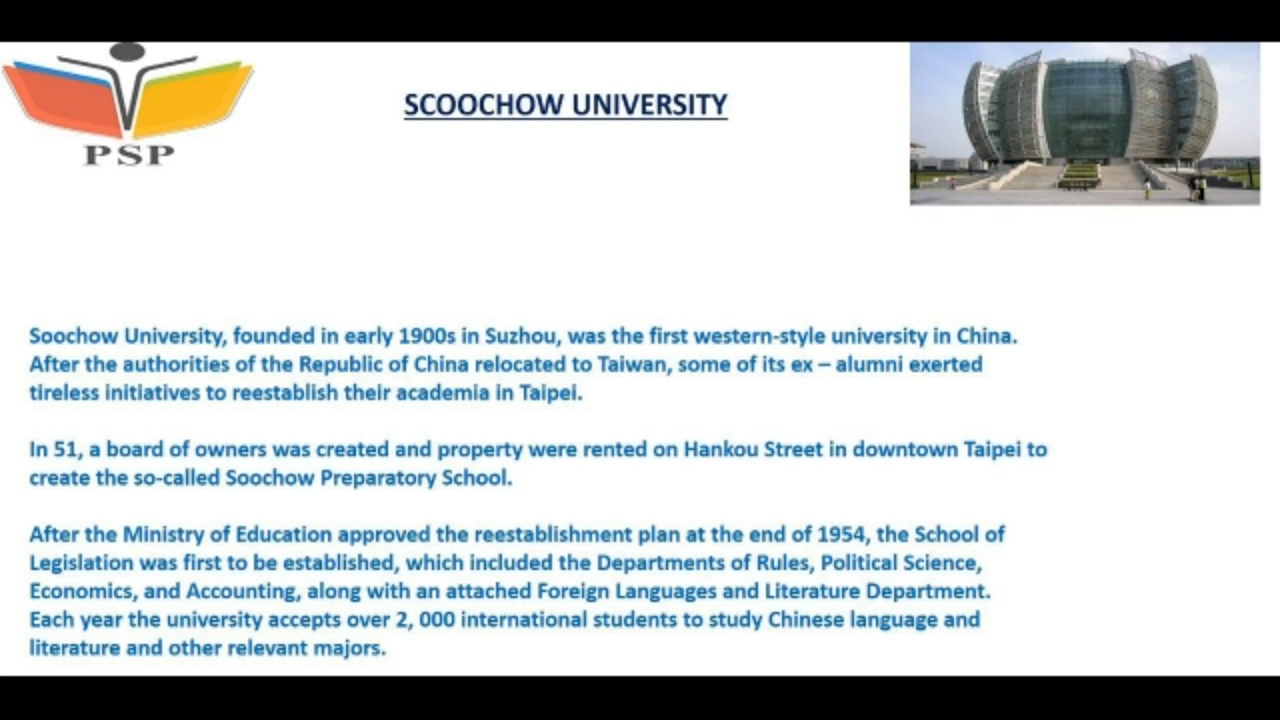 PSP
SCOOCHOW UNIVERSITY
Soochow University, founded in early 1900s in Suzhou, was the first western-style university in China.
After the authorities of the Republic of China relocated to Taiwan, some of its ex – alumni exerted
tireless initiatives to reestablish their academia in Taipei.
In 51, a board of owners was created and property were rented on Hankou Street in downtown Taipei to
create the so-called Soochow Preparatory School.
After the Ministry of Education approved the reestablishment plan at the end of 1954, the School of
Legislation was first to be established, which included the Departments of Rules, Political Science,
Economics, and Accounting, along with an attached Foreign Languages and Literature Department.
Each year the university accepts over 2, 000 international students to study Chinese language and
literature and other relevant majors.